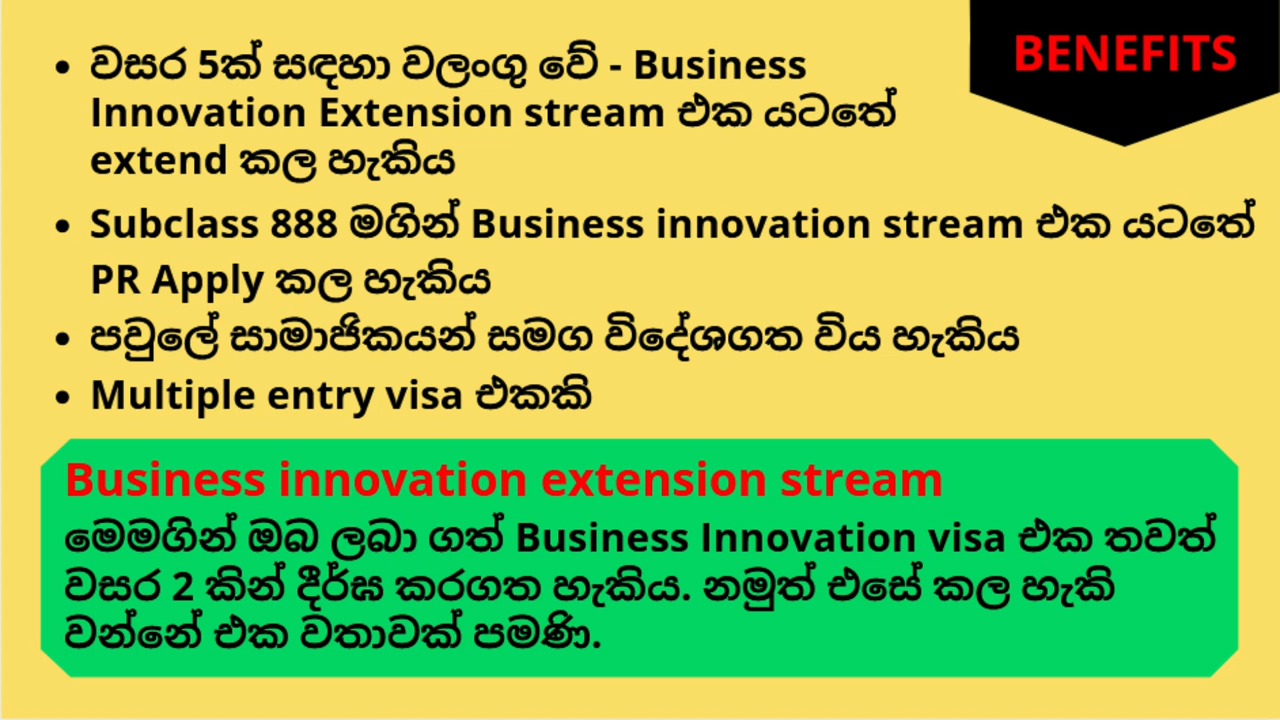 BENEFITS
• වසර 5ක් සඳහා වලංගු වේ - Business
Innovation Extension stream එක යටතේ
extend කල හැකිය
• Subclass 888 මගින් Business innovation stream එක යටතේ
PR Apply කල හැකිය
• පවුලේ සාමාජිකයන් සමග විදේශගත විය හැකිය
• Multiple entry visa එකකි
Business innovation extension stream
මෙමගින් ඔබ ලබා ගත් Business Innovation visa එක තවත්
වසර 2 කින් දීර්ඝ කරගත හැකිය. නමුත් එසේ කල හැකි
වන්නේ එක වතාවක් පමණි.